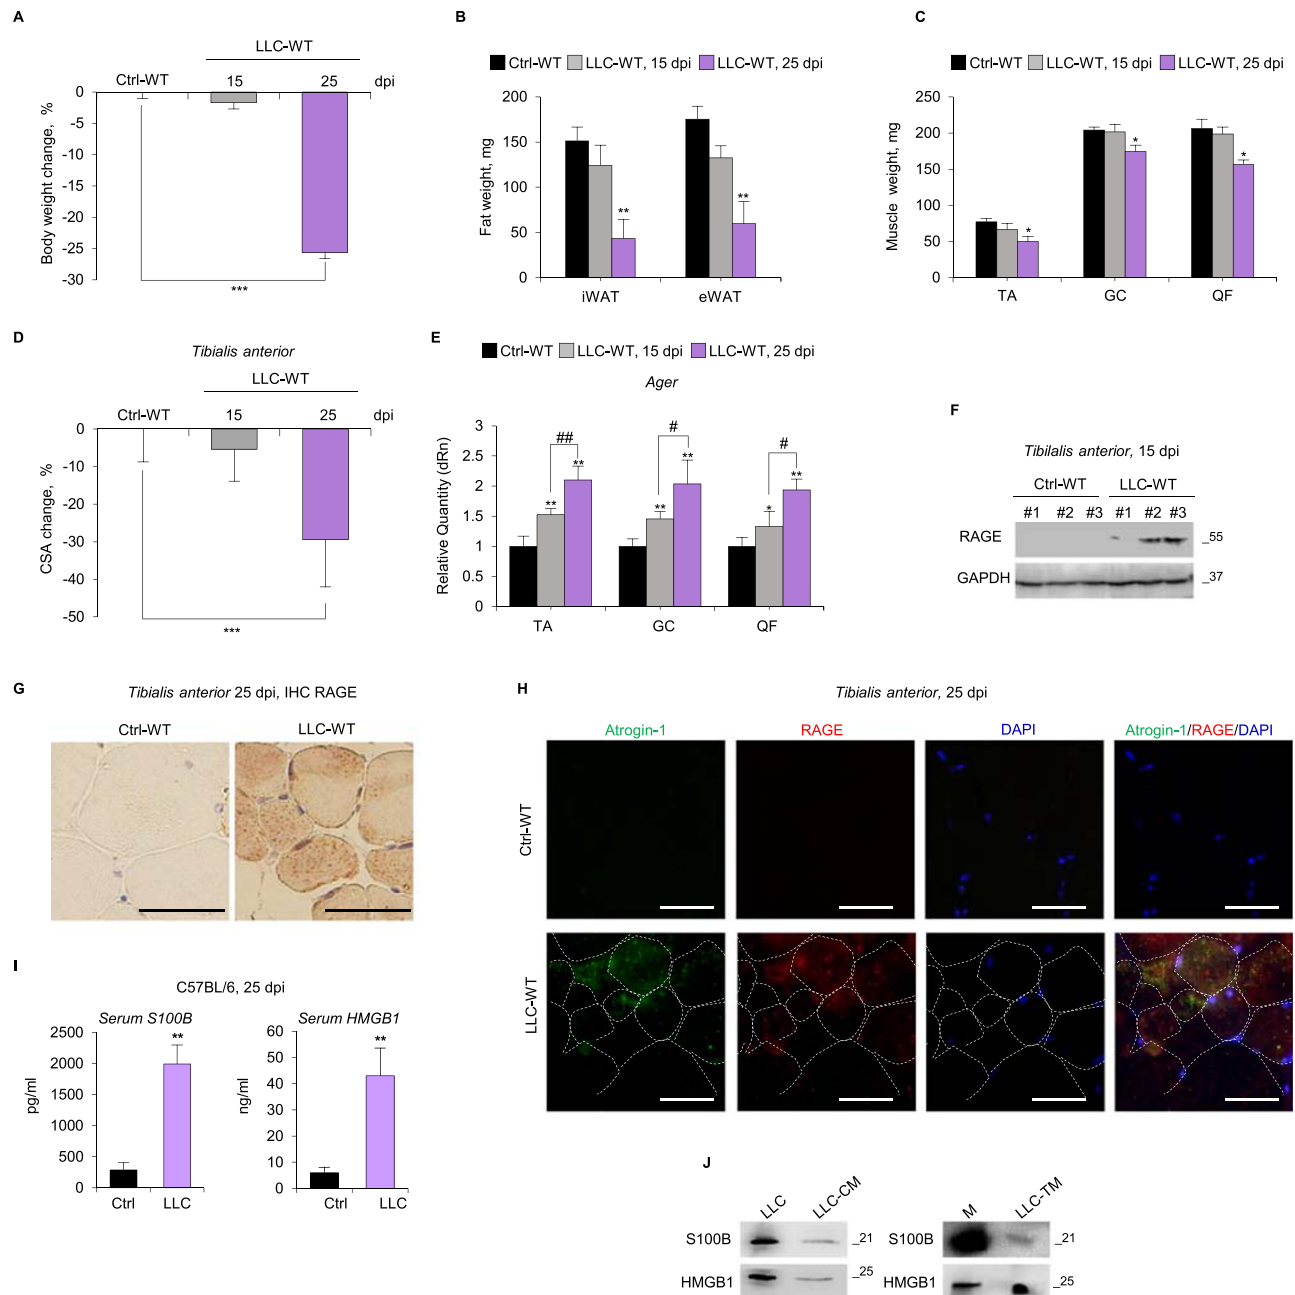 A
LLC-WT
Ctrl-WT 15 25 dpi
Body weight change, %
0
-5
-10
-15
-20
-25
-30
***
B
Ctrl-WT LLC-WT, 15 dpi LLC-WT, 25 dpi
Fat weight, mg
200
150
100
50
0
** **
iWAT eWAT
C
Ctrl-WT LLC-WT, 15 dpi LLC-WT, 25 dpi
Muscle weight, mg
250
200
150
100
50
0
* * *
TA GC QF
D
Tibialis anterior
LLC-WT
Ctrl-WT 15 25 dpi
CSA change, %
0
-10
-20
-30
-40
-50
***
E
Ctrl-WT LLC-WT, 15 dpi LLC-WT, 25 dpi
Ager
Relative Quantity (dRn)
3
2.5
2
1.5
1
0.5
0
## # #
** ** ** ** * **
TA GC QF
F
Tibilalis anterior, 15 dpi
Ctrl-WT LLC-WT
#1 #2 #3 #1 #2 #3
RAGE _55
GAPDH _37
G
Tibialis anterior 25 dpi, IHC RAGE
Ctrl-WT LLC-WT
H
Tibialis anterior, 25 dpi
Atrogin-1 RAGE DAPI Atrogin-1/RAGE/DAPI
Ctrl-WT
LLC-WT
I
C57BL/6, 25 dpi
Serum S100B
pg/ml
2500
2000
1500
1000
500
0
**
Ctrl LLC
Serum HMGB1
ng/ml
60
50
40
30
20
10
0
**
Ctrl LLC
J
LLC LLC-CM
S100B _21
HMGB1 _25
M LLC-TM
S100B _21
HMGB1 _25